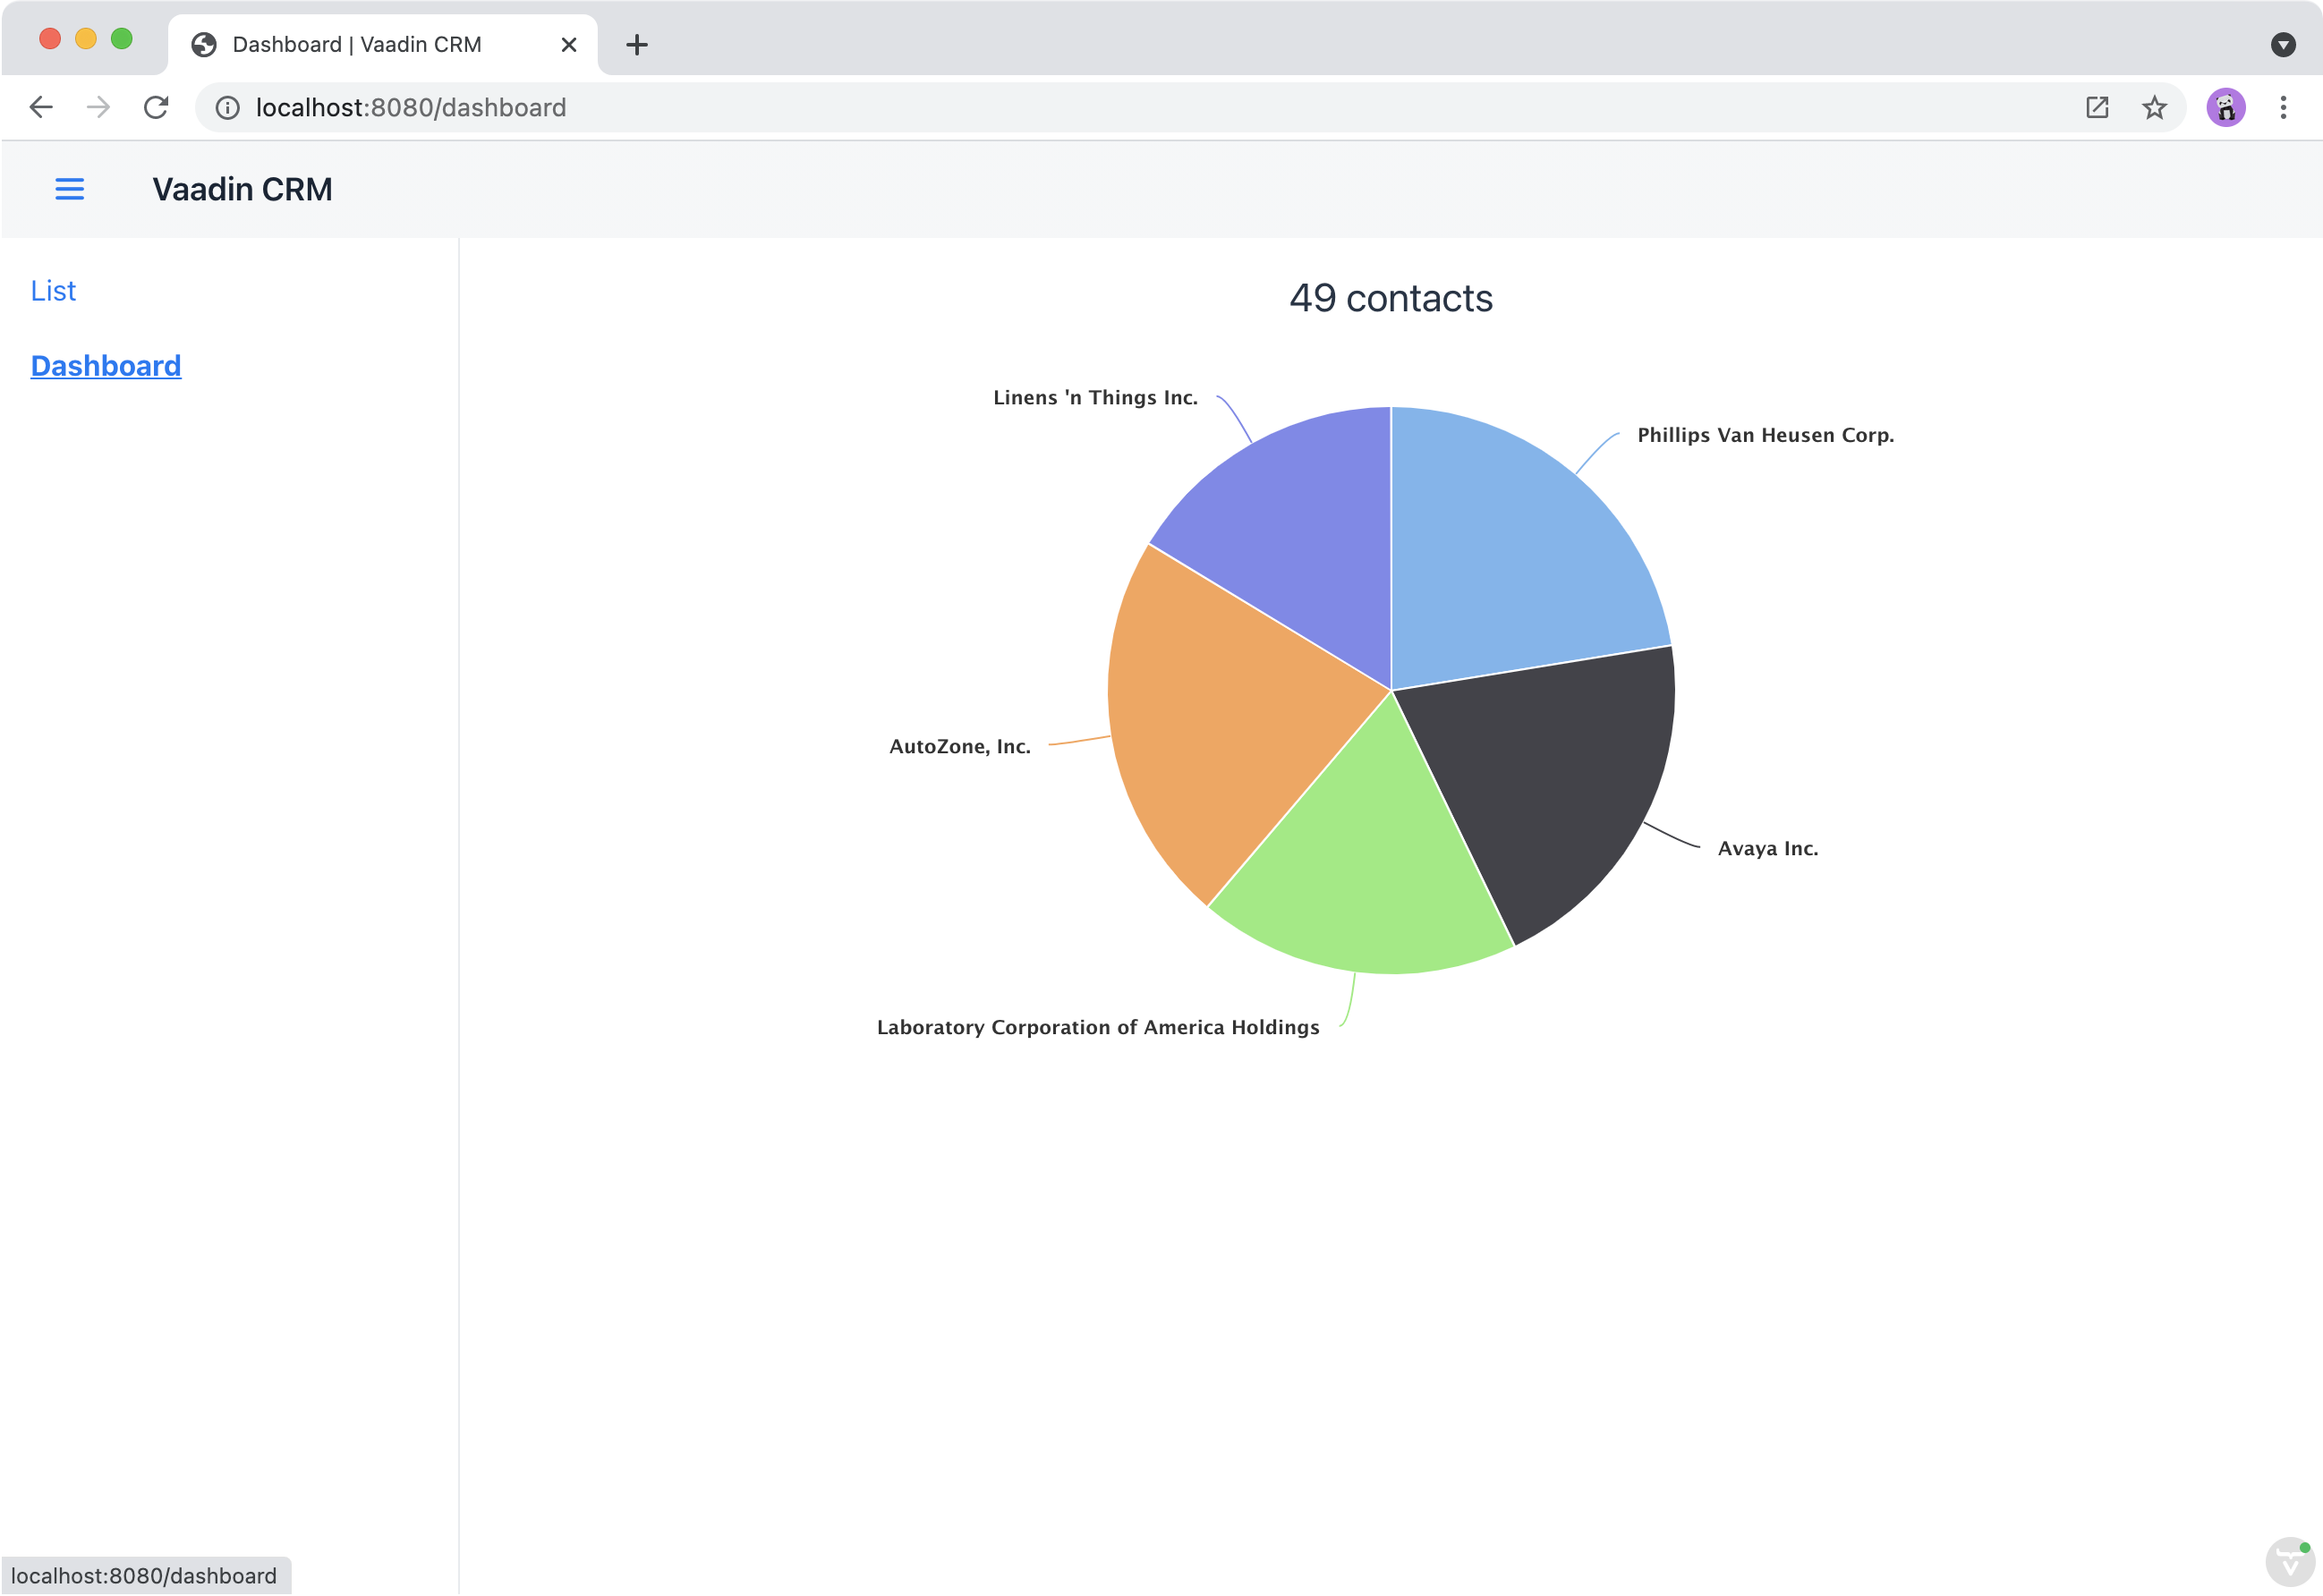 Dashboard | Vaadin CRM
localhost:8080/dashboard
Vaadin CRM
List
Dashboard
49 contacts
Linens 'n Things Inc.
Phillips Van Heusen Corp.
AutoZone, Inc.
Avaya Inc.
Laboratory Corporation of America Holdings
localhost:8080/dashboard